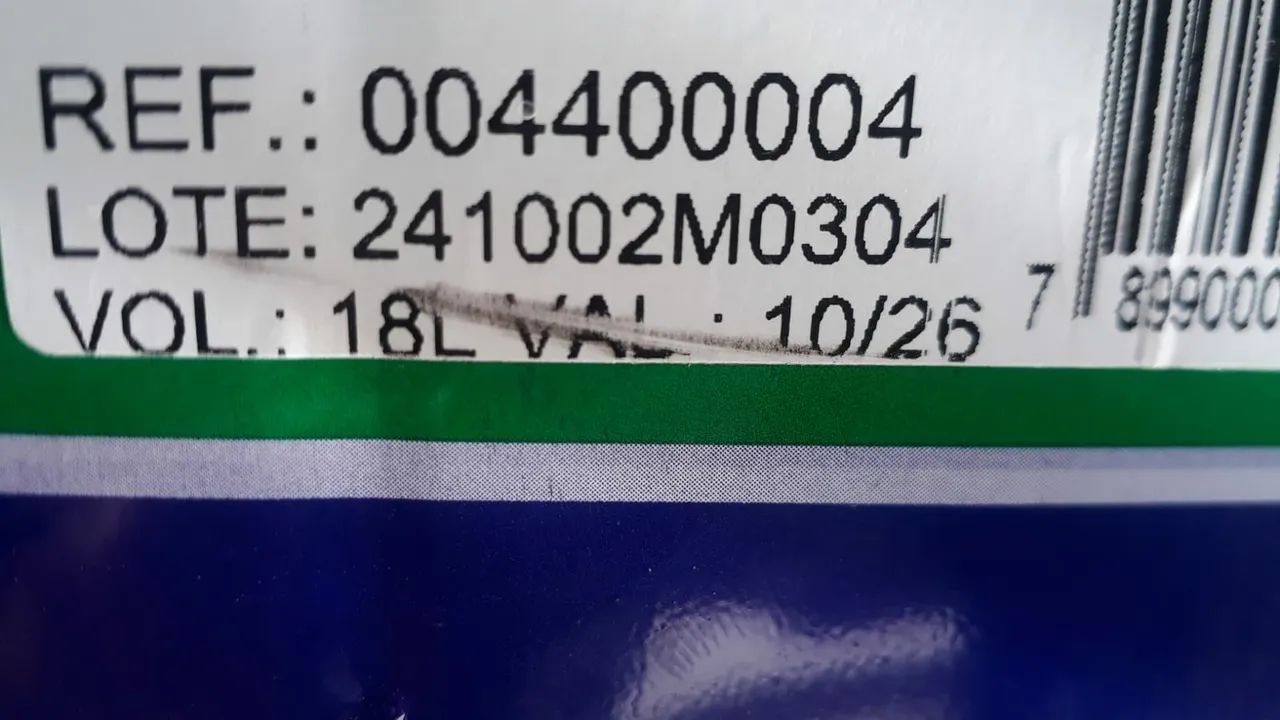 REF.: 004400004
LOTE: 241002M0304
VOL.: 18L VAL.: 10/26
7 899000